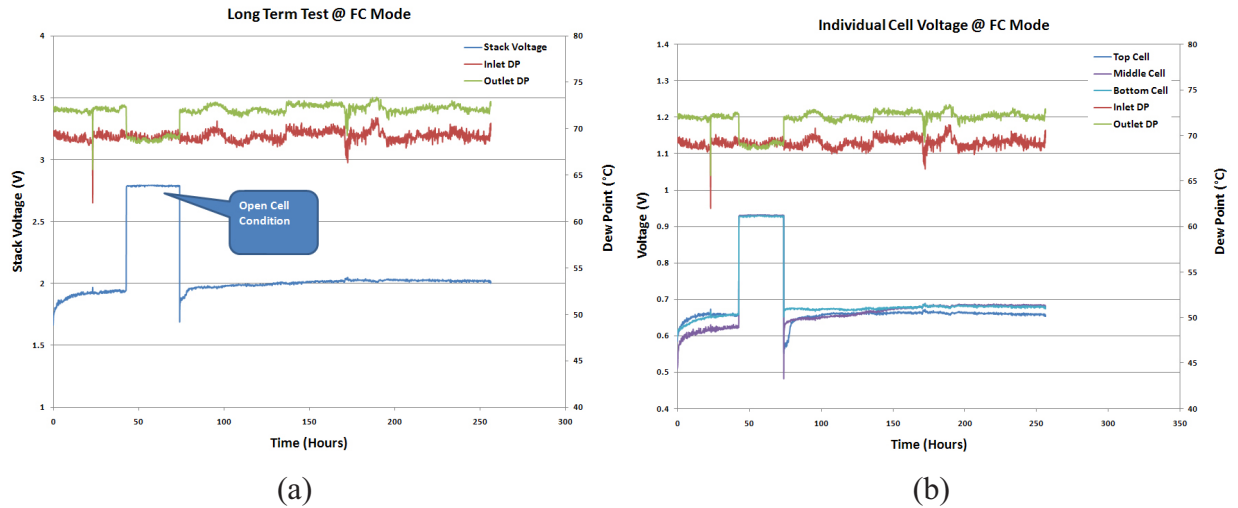 Long Term Test @ FC Mode
4
3.5
3
2.5
2
1.5
1
Stack Voltage (V)
80
75
70
65
60
55
50
45
40
Dew Point (°C)
Stack Voltage
Inlet DP
Outlet DP
Open Cell
Condition
0
50
100
150
200
250
300
Time (Hours)
(a)
Individual Cell Voltage @ FC Mode
1.4
1.3
1.2
1.1
1
0.9
0.8
0.7
0.6
0.5
0.4
Voltage (V)
80
75
70
65
60
55
50
45
40
Dew Point (°C)
Top Cell
Middle Cell
Bottom Cell
Inlet DP
Outlet DP
0
50
100
150
200
250
300
350
Time (Hours)
(b)